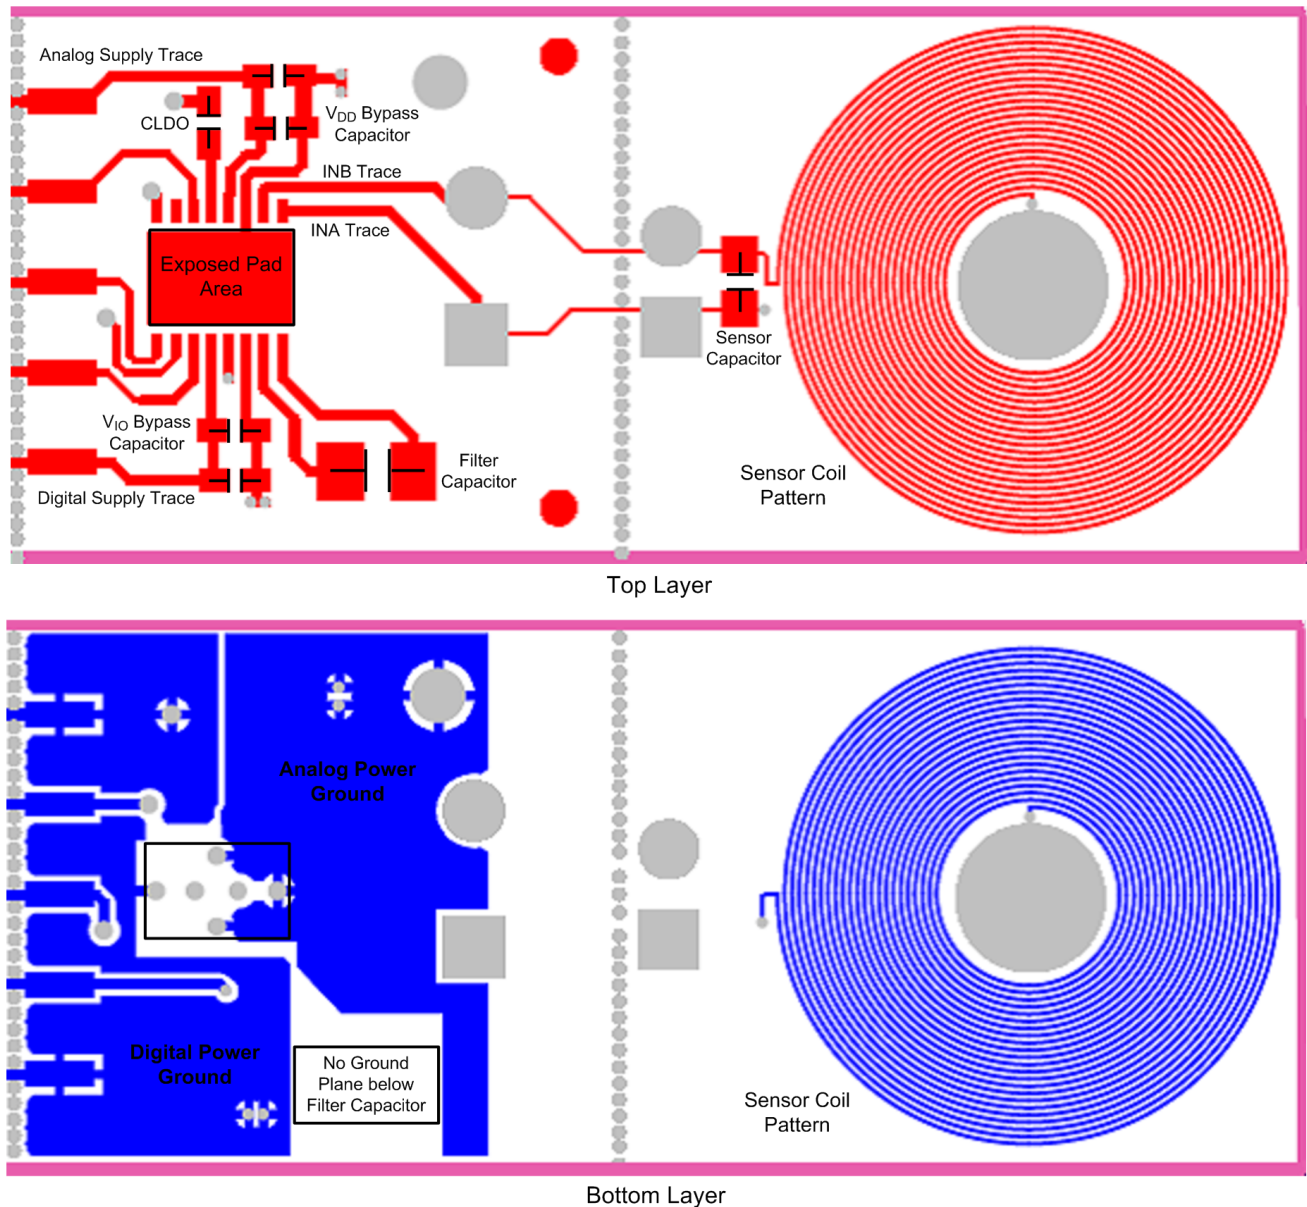 Analog Supply Trace
CLDO
VDD Bypass
Capacitor
INB Trace
INA Trace
Exposed Pad
Area
Sensor
Capacitor
VIO Bypass
Capacitor
Digital Supply Trace
Filter
Capacitor
Sensor Coil
Pattern
Top Layer
Analog Power
Ground
Digital Power
Ground
No Ground
Plane below
Filter Capacitor
Sensor Coil
Pattern
Bottom Layer